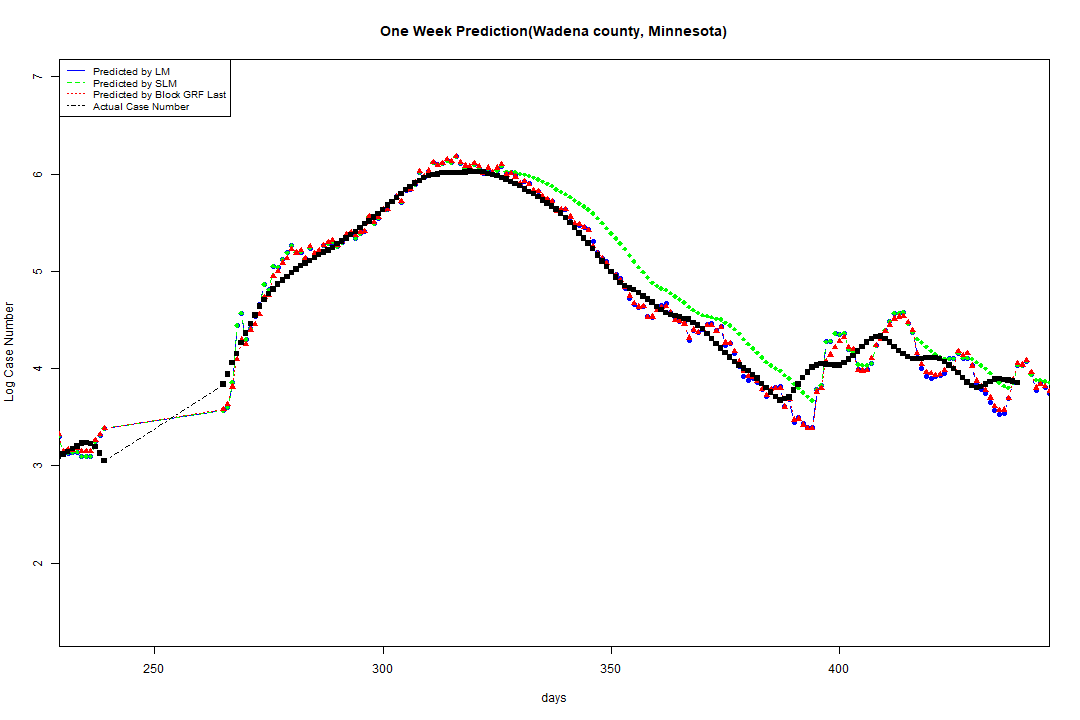 One Week Prediction(Wadena county, Minnesota)
Predicted by LM
Predicted by SLM
Predicted by Block GRF Last
Actual Case Number
7
6
5
4
3
2
Log Case Number
250 300 350 400
days